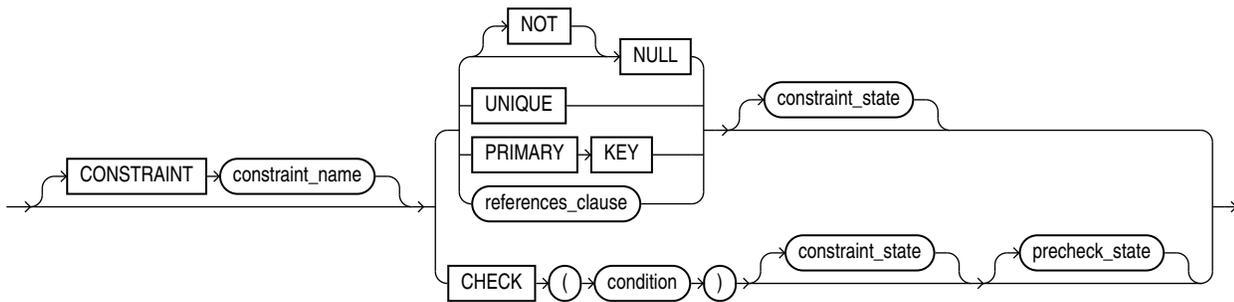 NOT
NULL
UNIQUE
constraint_state
PRIMARY KEY
CONSTRAINT constraint_name
references_clause
constraint_state precheck_state
CHECK ( condition )